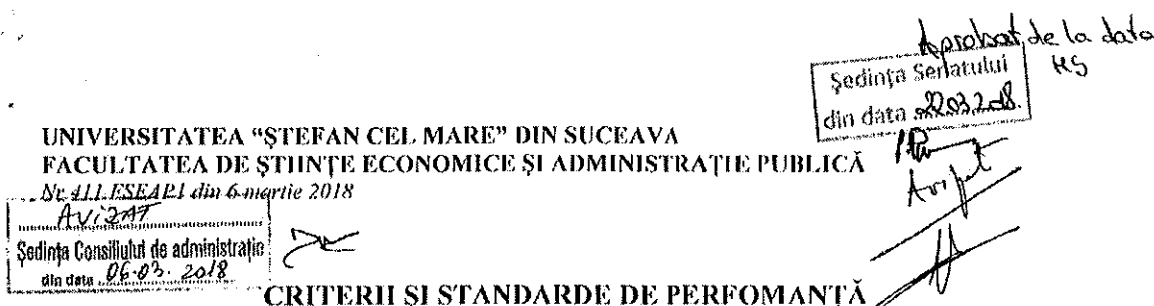 Aprobat de la data
Ședința Senatului MS
din data 22.03.2018.
UNIVERSITATEA “ȘTEFAN CEL MARE” DIN SUCEAVA
FACULTATEA DE ȘTIINȚE ECONOMICE ȘI ADMINISTRAȚIE PUBLICĂ
Nr. 411 din 6 martie 2018
AVIZAT
Ședința Consiliului de administrație
din data 06.03.2018
CRITERII ȘI STANDARDE DE PERFOMANȚĂ